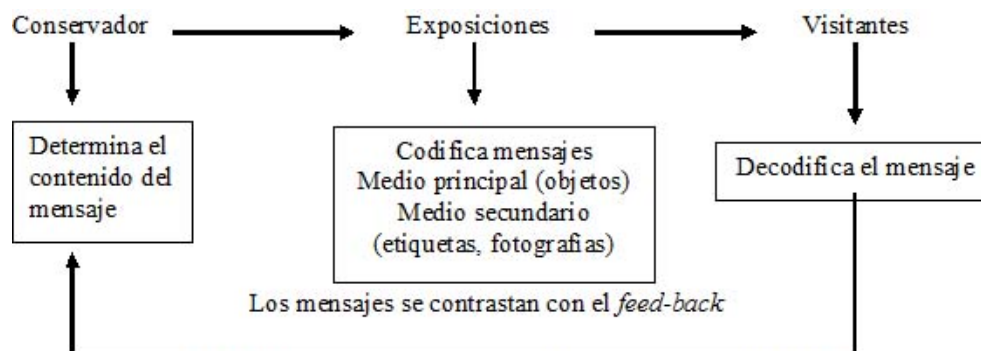 Conservador
Exposiciones
Visitantes
Determina el
contenido del
mensaje
Codifica mensajes
Medio principal (objetos)
Medio secundario
(etiquetas, fotografías)
Decodifica el mensaje
Los mensajes se contrastan con el feed-back